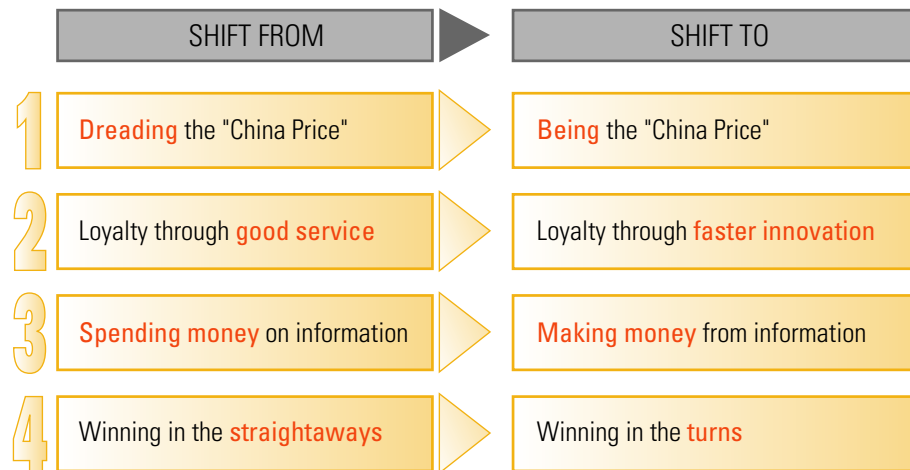 SHIFT FROM
SHIFT TO
1
Dreading the "China Price"
Being the "China Price"
2
Loyalty through good service
Loyalty through faster innovation
3
Spending money on information
Making money from information
4
Winning in the straightaways
Winning in the turns